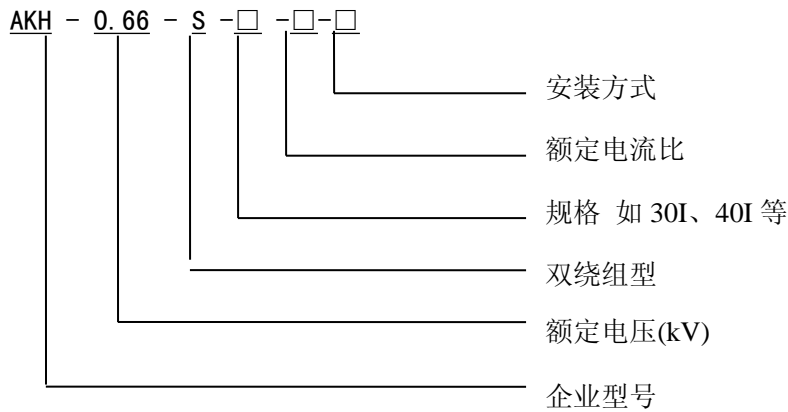 AKH - 0.66 - S -□ -□-□
安装方式
额定电流比
规格 如 30I、40I 等
双绕组型
额定电压(kV)
企业型号